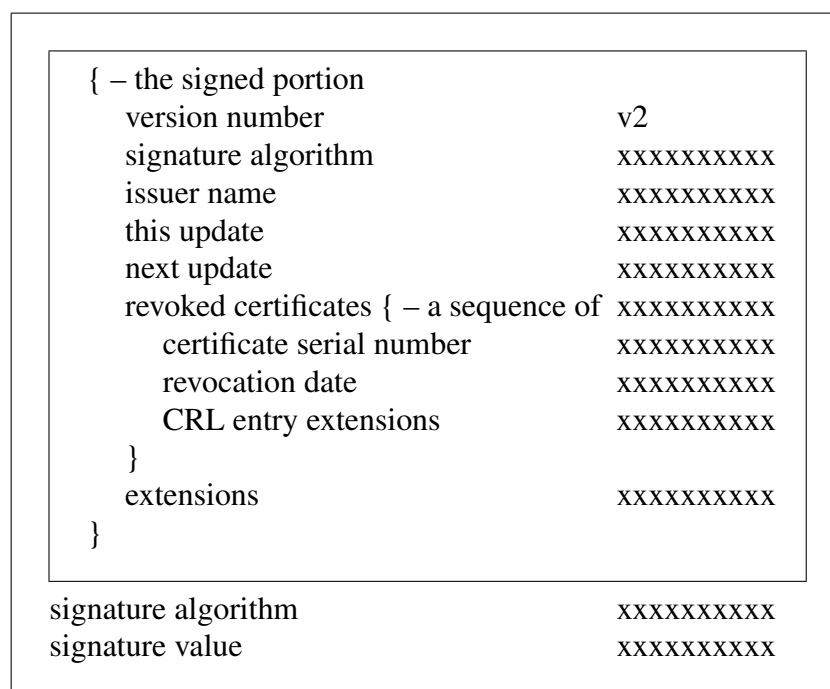 { – the signed portion
version number v2
signature algorithm xxxxxxxxxx
issuer name xxxxxxxxxx
this update xxxxxxxxxx
next update xxxxxxxxxx
revoked certificates { – a sequence of xxxxxxxxxx
certificate serial number xxxxxxxxxx
revocation date xxxxxxxxxx
CRL entry extensions xxxxxxxxxx
}
extensions xxxxxxxxxx
}
signature algorithm xxxxxxxxxx
signature value xxxxxxxxxx